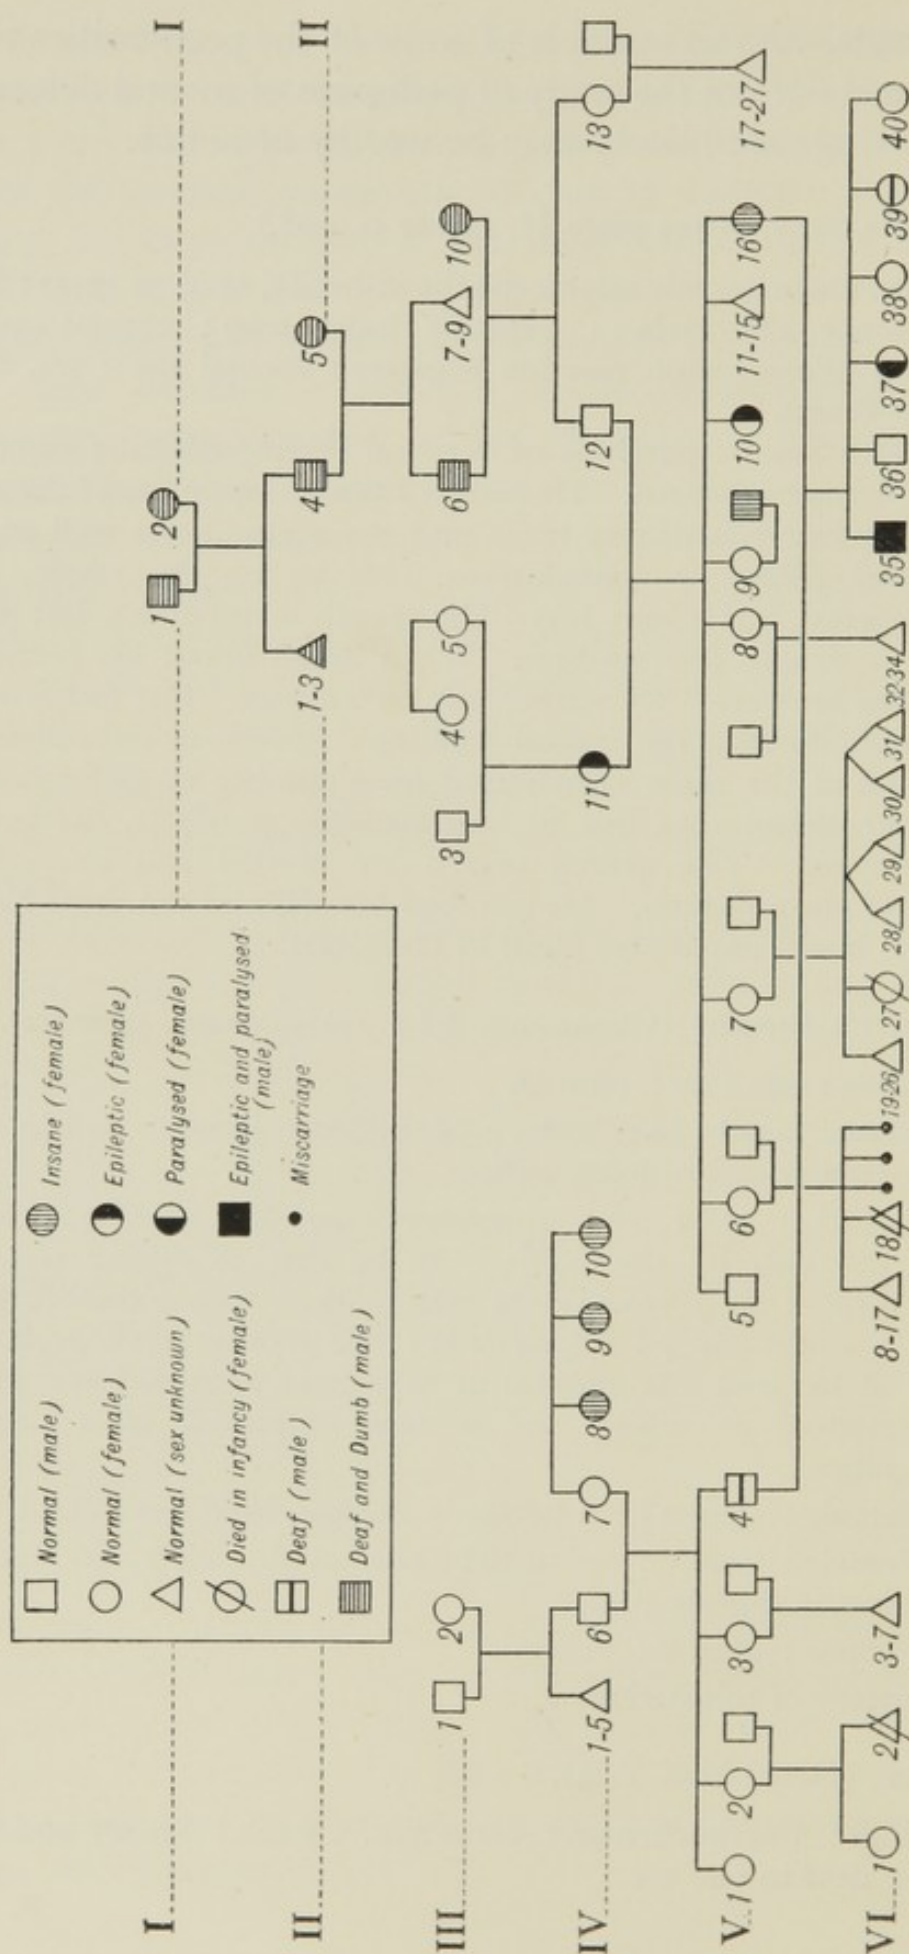 I I
Normal (male) Insane (female)
Normal (female) Epileptic (female)
Normal (sex unknown) Paralysed (female)
Died in infancy (female) Epileptic and paralysed (male)
Deaf (male) Miscarriage
Deaf and Dumb (male)
1 2
II II
1-3 4 5
III 1 2 3 4 5 6 7-9 10
IV 1-5 6 7 8 9 10 11 12 13
V 1 2 3 4 5 6 7 8 9 10 11-15 16 17-27
VI 1 2 3-7 8-17 18 19-26 27 28 29 30 31 32-34 35 36 37 38 39 40